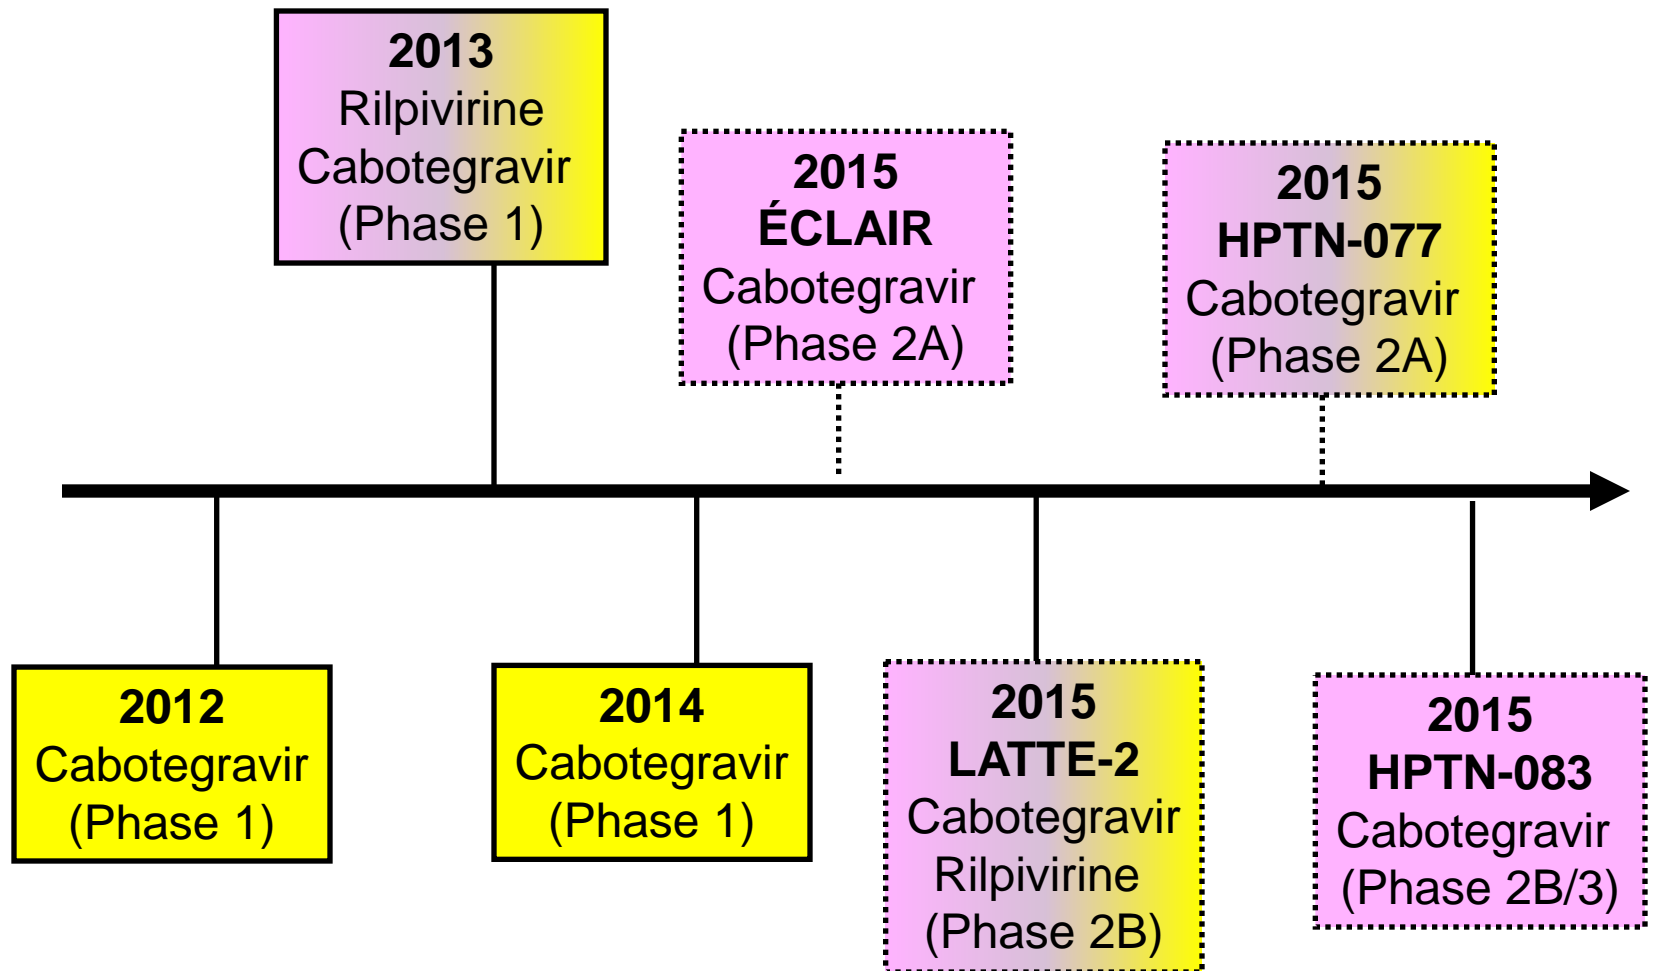 2013
Rilpivirine
Cabotegravir
(Phase 1)
2015
ÉCLAIR
Cabotegravir
(Phase 2A)
2015
HPTN-077
Cabotegravir
(Phase 2A)
2012
Cabotegravir
(Phase 1)
2014
Cabotegravir
(Phase 1)
2015
LATTE-2
Cabotegravir
Rilpivirine
(Phase 2B)
2015
HPTN-083
Cabotegravir
(Phase 2B/3)